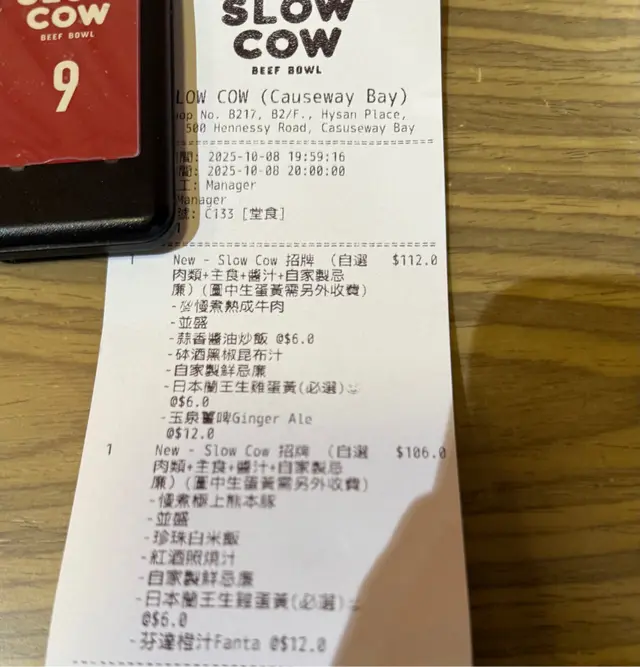 SLOW
COW
BEEF BOWL
9
SLOW
COW
BEEF BOWL
LOW COW (Causeway Bay)
op No. B217, B2/F., Hysan Place,
500 Hennessy Road, Casuseway Bay
間: 2025-10-08 19:59:16
間: 2025-10-08 20:00:00
工: Manager
Manager
號: C133 [堂食]
1
1 New - Slow Cow 招牌 (自選 $112.0
肉類+主食+醬汁+自家製忌
廉) (圖中生蛋黃需另外收費)
-慢煮熟成牛肉
-並盛
-蒜香醬油炒飯 @$6.0
-砵酒黑椒昆布汁
-自家製鮮忌廉
-日本蘭王生雞蛋黃(必選)
@$6.0
-玉泉薑啤Ginger Ale
@$12.0
1 New - Slow Cow 招牌 (自選 $106.0
肉類+主食+醬汁+自家製忌
廉) (圖中生蛋黃需另外收費)
-慢煮極上熊本豚
-並盛
-珍珠白米飯
-紅酒照燒汁
-自家製鮮忌廉
-日本蘭王生雞蛋黃(必選)
@$6.0
-芬達橙汁Fanta @$12.0